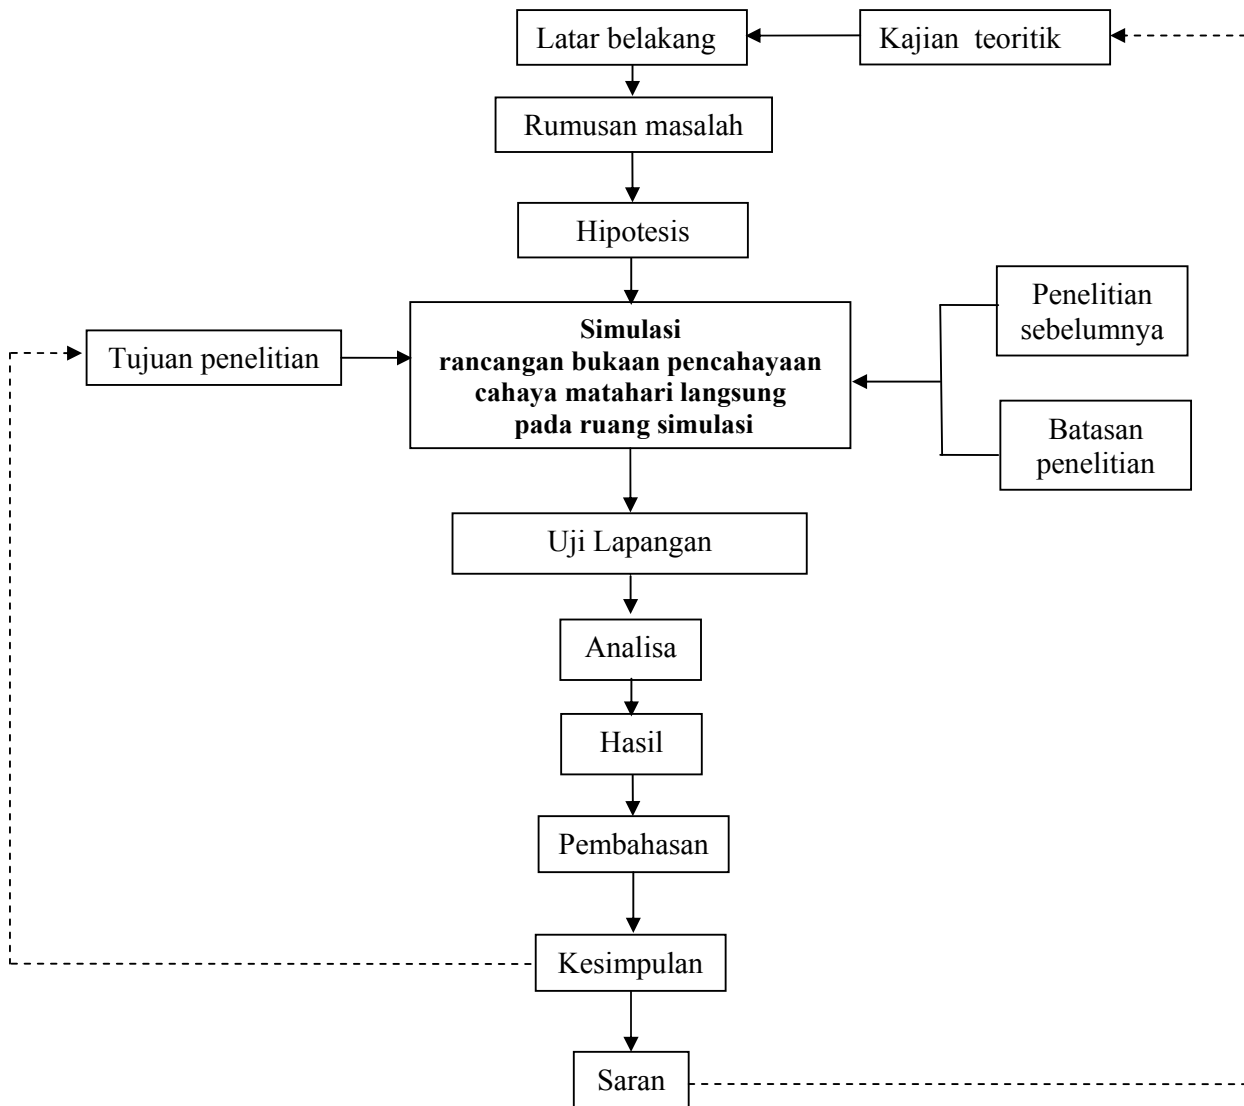 Latar belakang
Kajian teoritik
Rumusan masalah
Hipotesis
Simulasi
rancangan bukaan pencahayaan
cahaya matahari langsung
pada ruang simulasi
Tujuan penelitian
Penelitian
sebelumnya
Batasan
penelitian
Uji Lapangan
Analisa
Hasil
Pembahasan
Kesimpulan
Saran